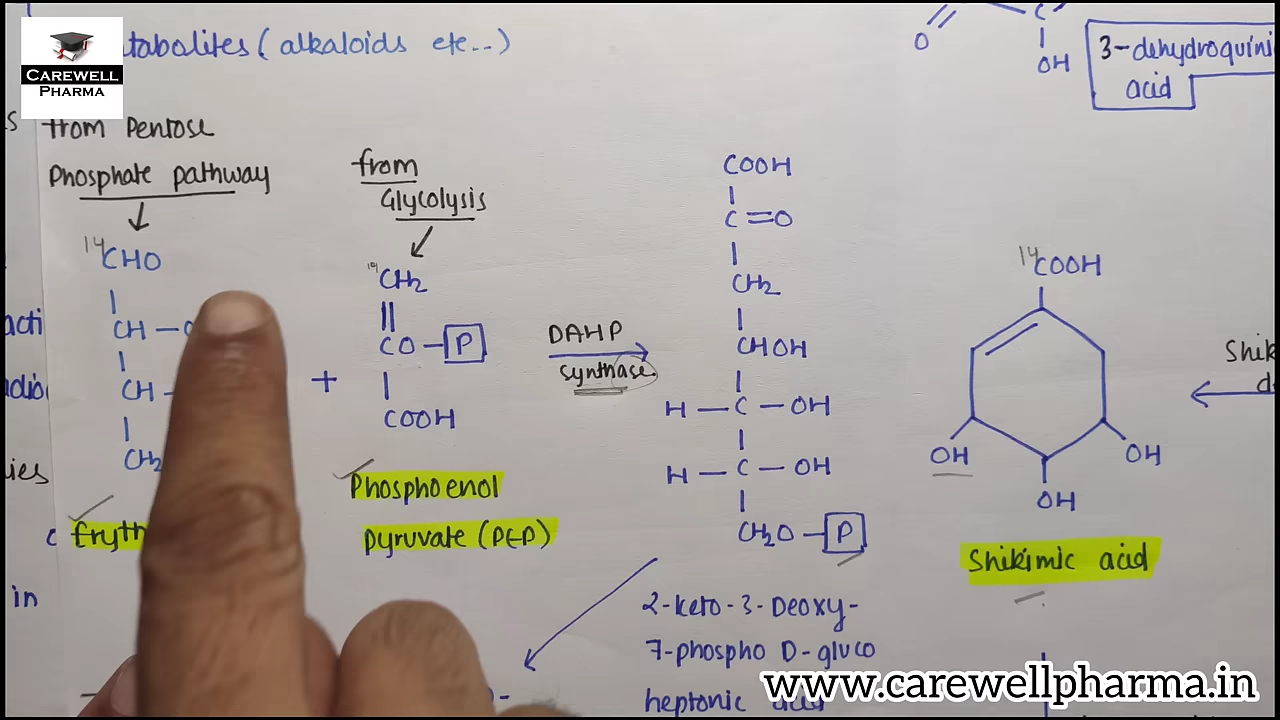 CAREWELL
PHARMA
(alkaloids etc..)
from Pentose
Phosphate pathway
14CHO
CH
CH
CH2
from
Glycolysis
14CH2
CO P
COOH
+
Phosphoenol
pyruvate (PEP)
DAHP
synthase
COOH
C=O
CH2
CHOH
H-C-OH
H-C-OH
CH2O-P
2-keto-3-Deoxy-
7-phospho D-gluco
heptonic
O
C
OH
3-dehydroquini
acid
14COOH
OH
OH
OH
Shikimic acid
in
www.carewellpharma.in